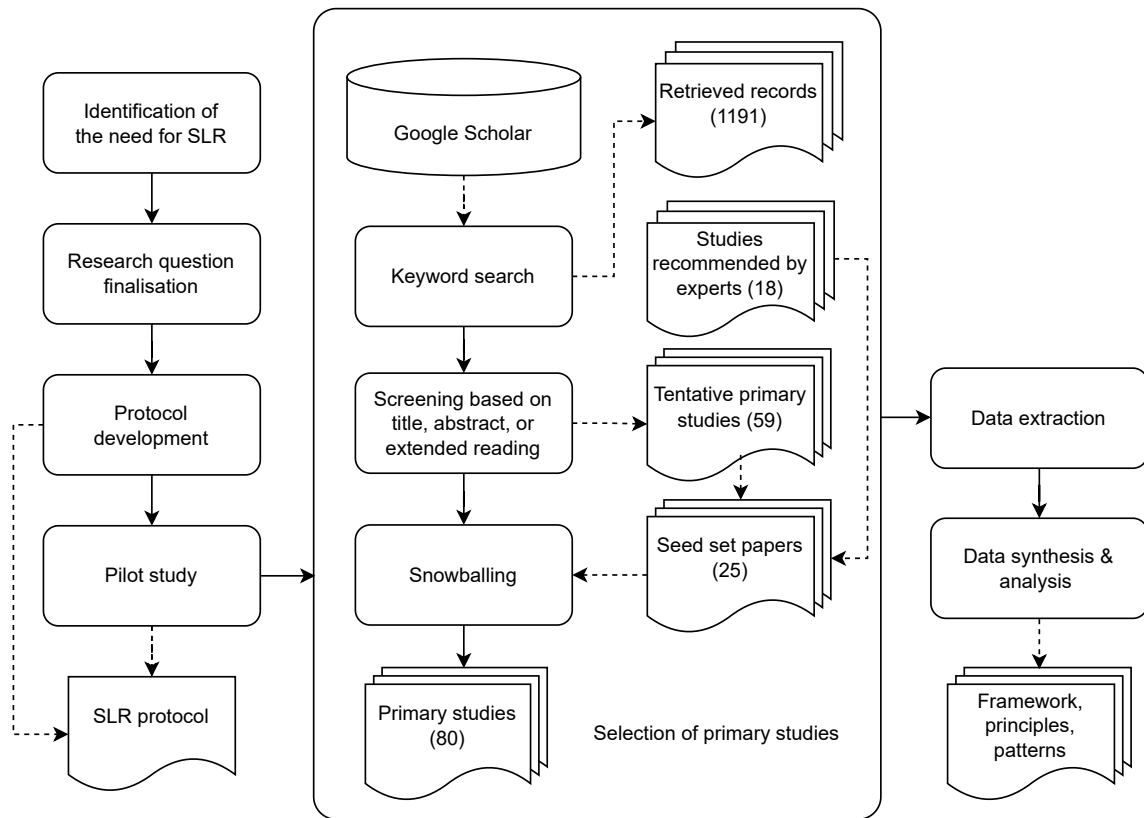 Identification of
the need for SLR
Research question
finalisation
Protocol
development
Pilot study
SLR protocol
Google Scholar
Keyword search
Screening based on
title, abstract, or
extended reading
Snowballing
Primary studies
(80)
Retrieved records
(1191)
Studies
recommended by
experts (18)
Tentative primary
studies (59)
Seed set papers
(25)
Selection of primary studies
Data extraction
Data synthesis &
analysis
Framework,
principles,
patterns